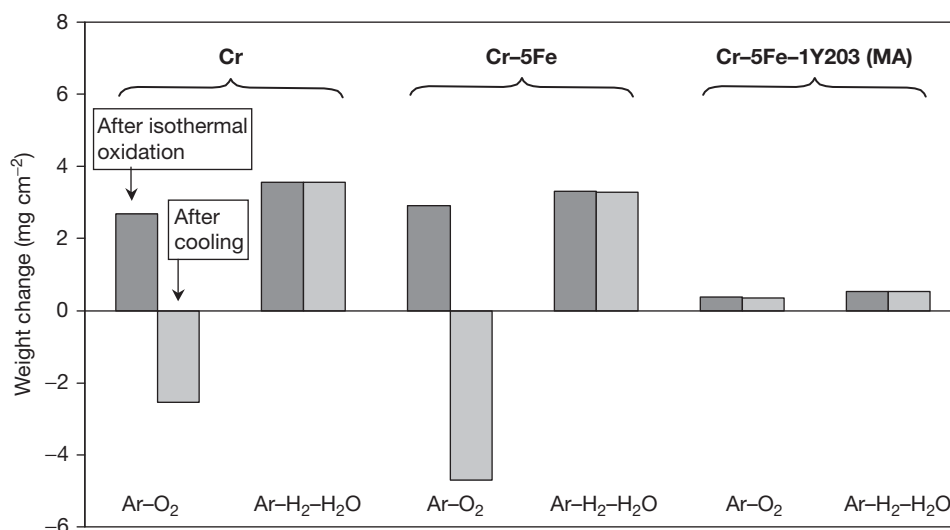 8
6
4
2
0
–2
–4
–6
Weight change (mg cm⁻²)
Cr
Cr–5Fe
Cr–5Fe–1Y203 (MA)
After isothermal
oxidation
After
cooling
Ar–O₂
Ar–H₂–H₂O
Ar–O₂
Ar–H₂–H₂O
Ar–O₂
Ar–H₂–H₂O